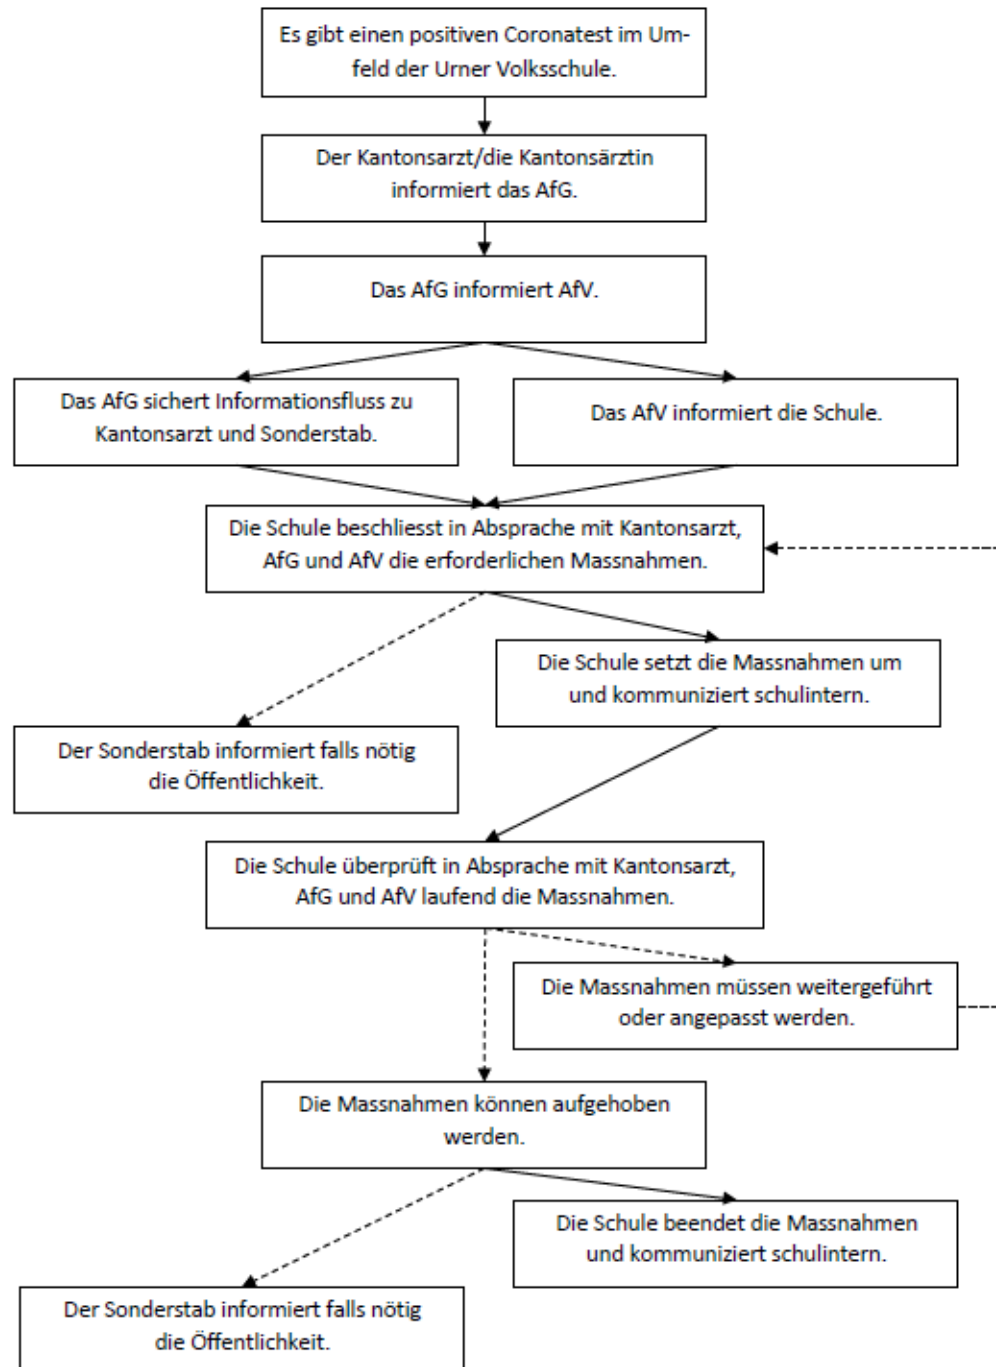 Es gibt einen positiven Coronatest im Um-
feld der Urner Volksschule.
Der Kantonsarzt/die Kantonsärztin
informiert das AfG.
Das AfG informiert AfV.
Das AfG sichert Informationsfluss zu
Kantonsarzt und Sonderstab.
Das AfV informiert die Schule.
Die Schule beschliesst in Absprache mit Kantonsarzt,
AfG und AfV die erforderlichen Massnahmen.
Die Schule setzt die Massnahmen um
und kommuniziert schulintern.
Der Sonderstab informiert falls nötig
die Öffentlichkeit.
Die Schule überprüft in Absprache mit Kantonsarzt,
AfG und AfV laufend die Massnahmen.
Die Massnahmen müssen weitergeführt
oder angepasst werden.
Die Massnahmen können aufgehoben
werden.
Die Schule beendet die Massnahmen
und kommuniziert schulintern.
Der Sonderstab informiert falls nötig
die Öffentlichkeit.